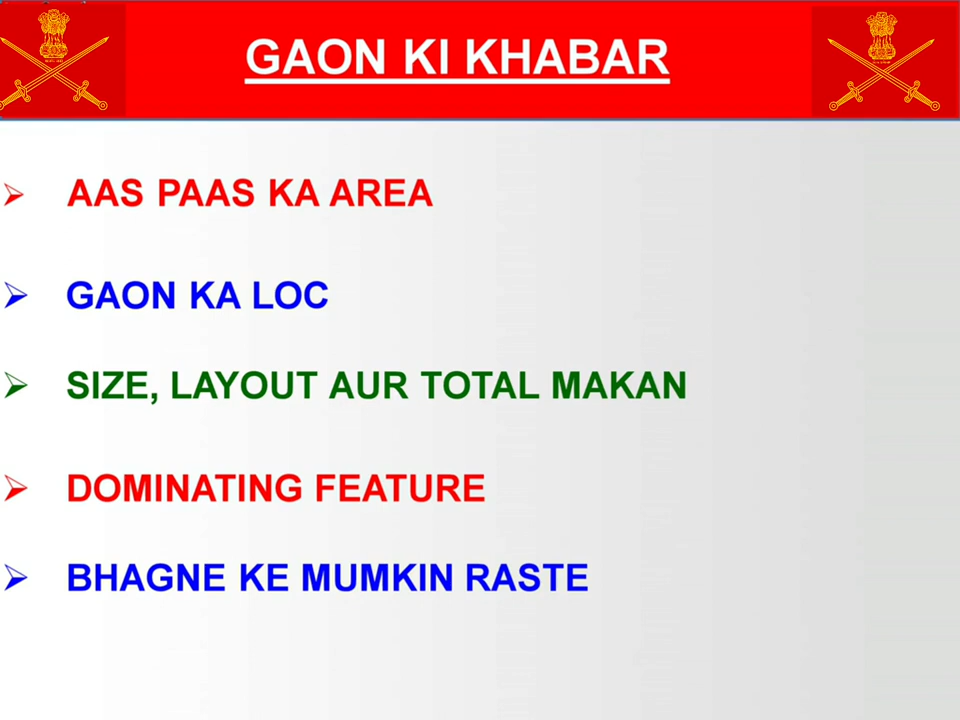 GAON KI KHABAR
AAS PAAS KA AREA
GAON KA LOC
SIZE, LAYOUT AUR TOTAL MAKAN
DOMINATING FEATURE
BHAGNE KE MUMKIN RASTE